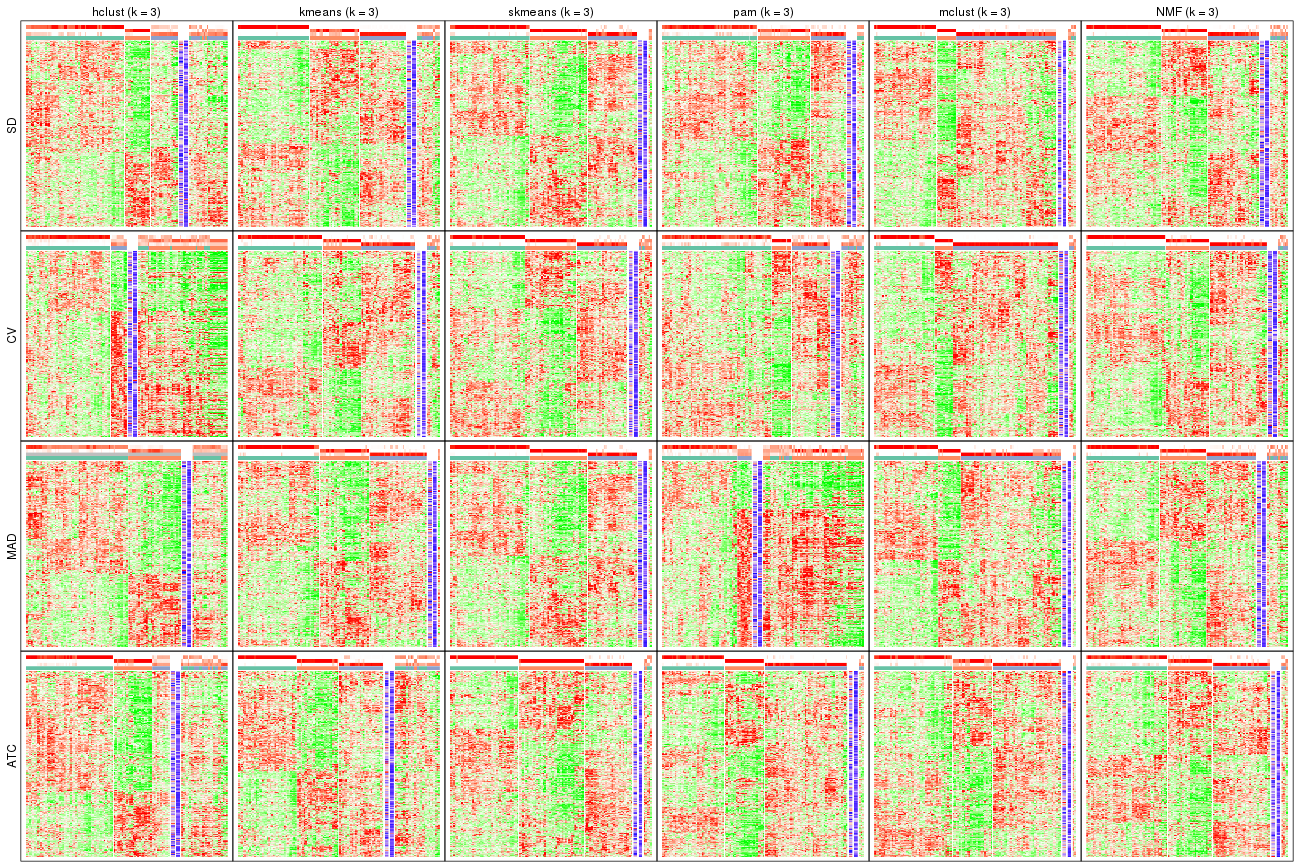 hclust (k = 3) kmeans (k = 3) skmeans (k = 3) pam (k = 3) mclust (k = 3) NMF (k = 3)
SD
CV
MAD
ATC